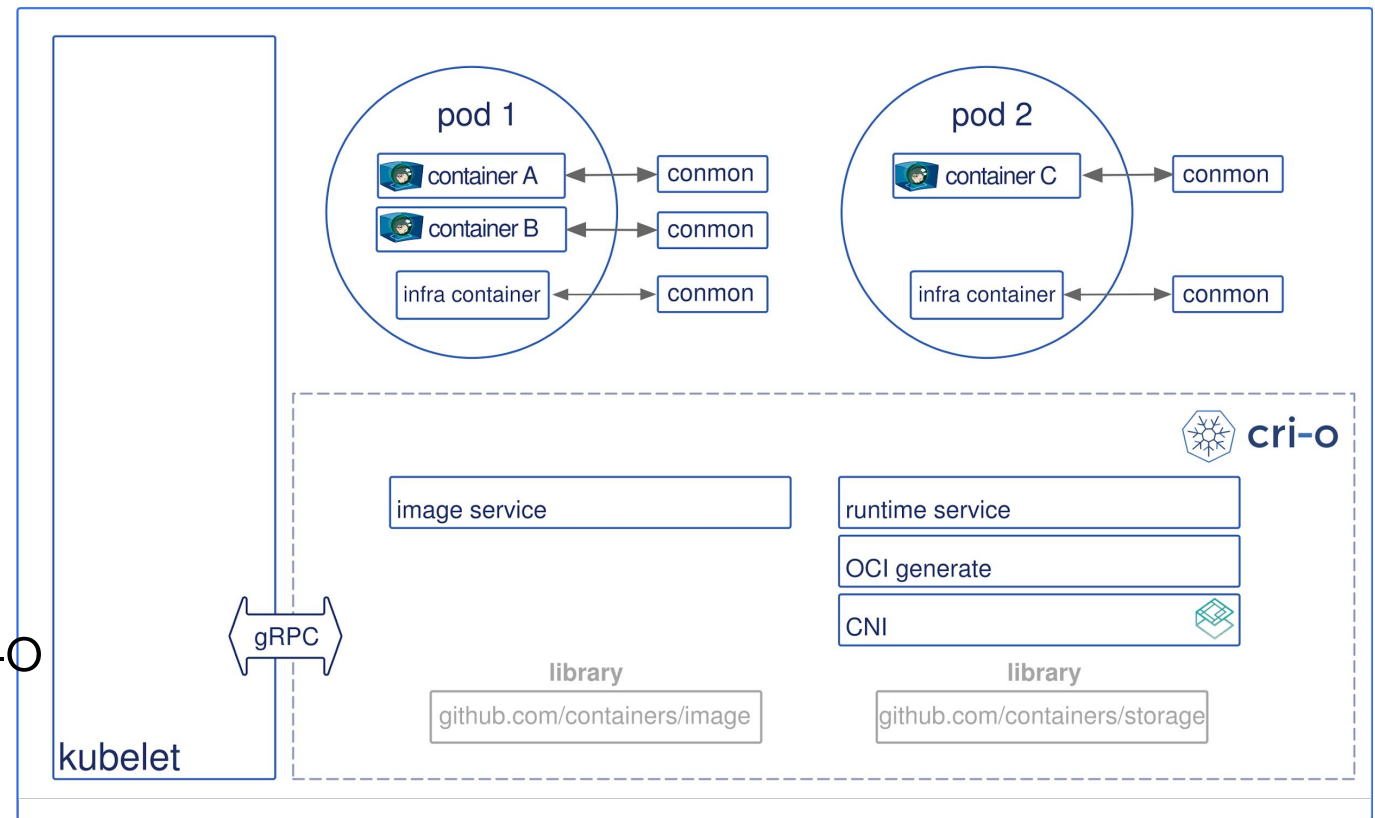 pod 1
container A
conmon
container B
conmon
infra container
conmon
pod 2
container C
conmon
infra container
conmon
cri-o
image service
runtime service
OCI generate
CNI
gRPC
-O
library
github.com/containers/image
library
github.com/containers/storage
kubelet